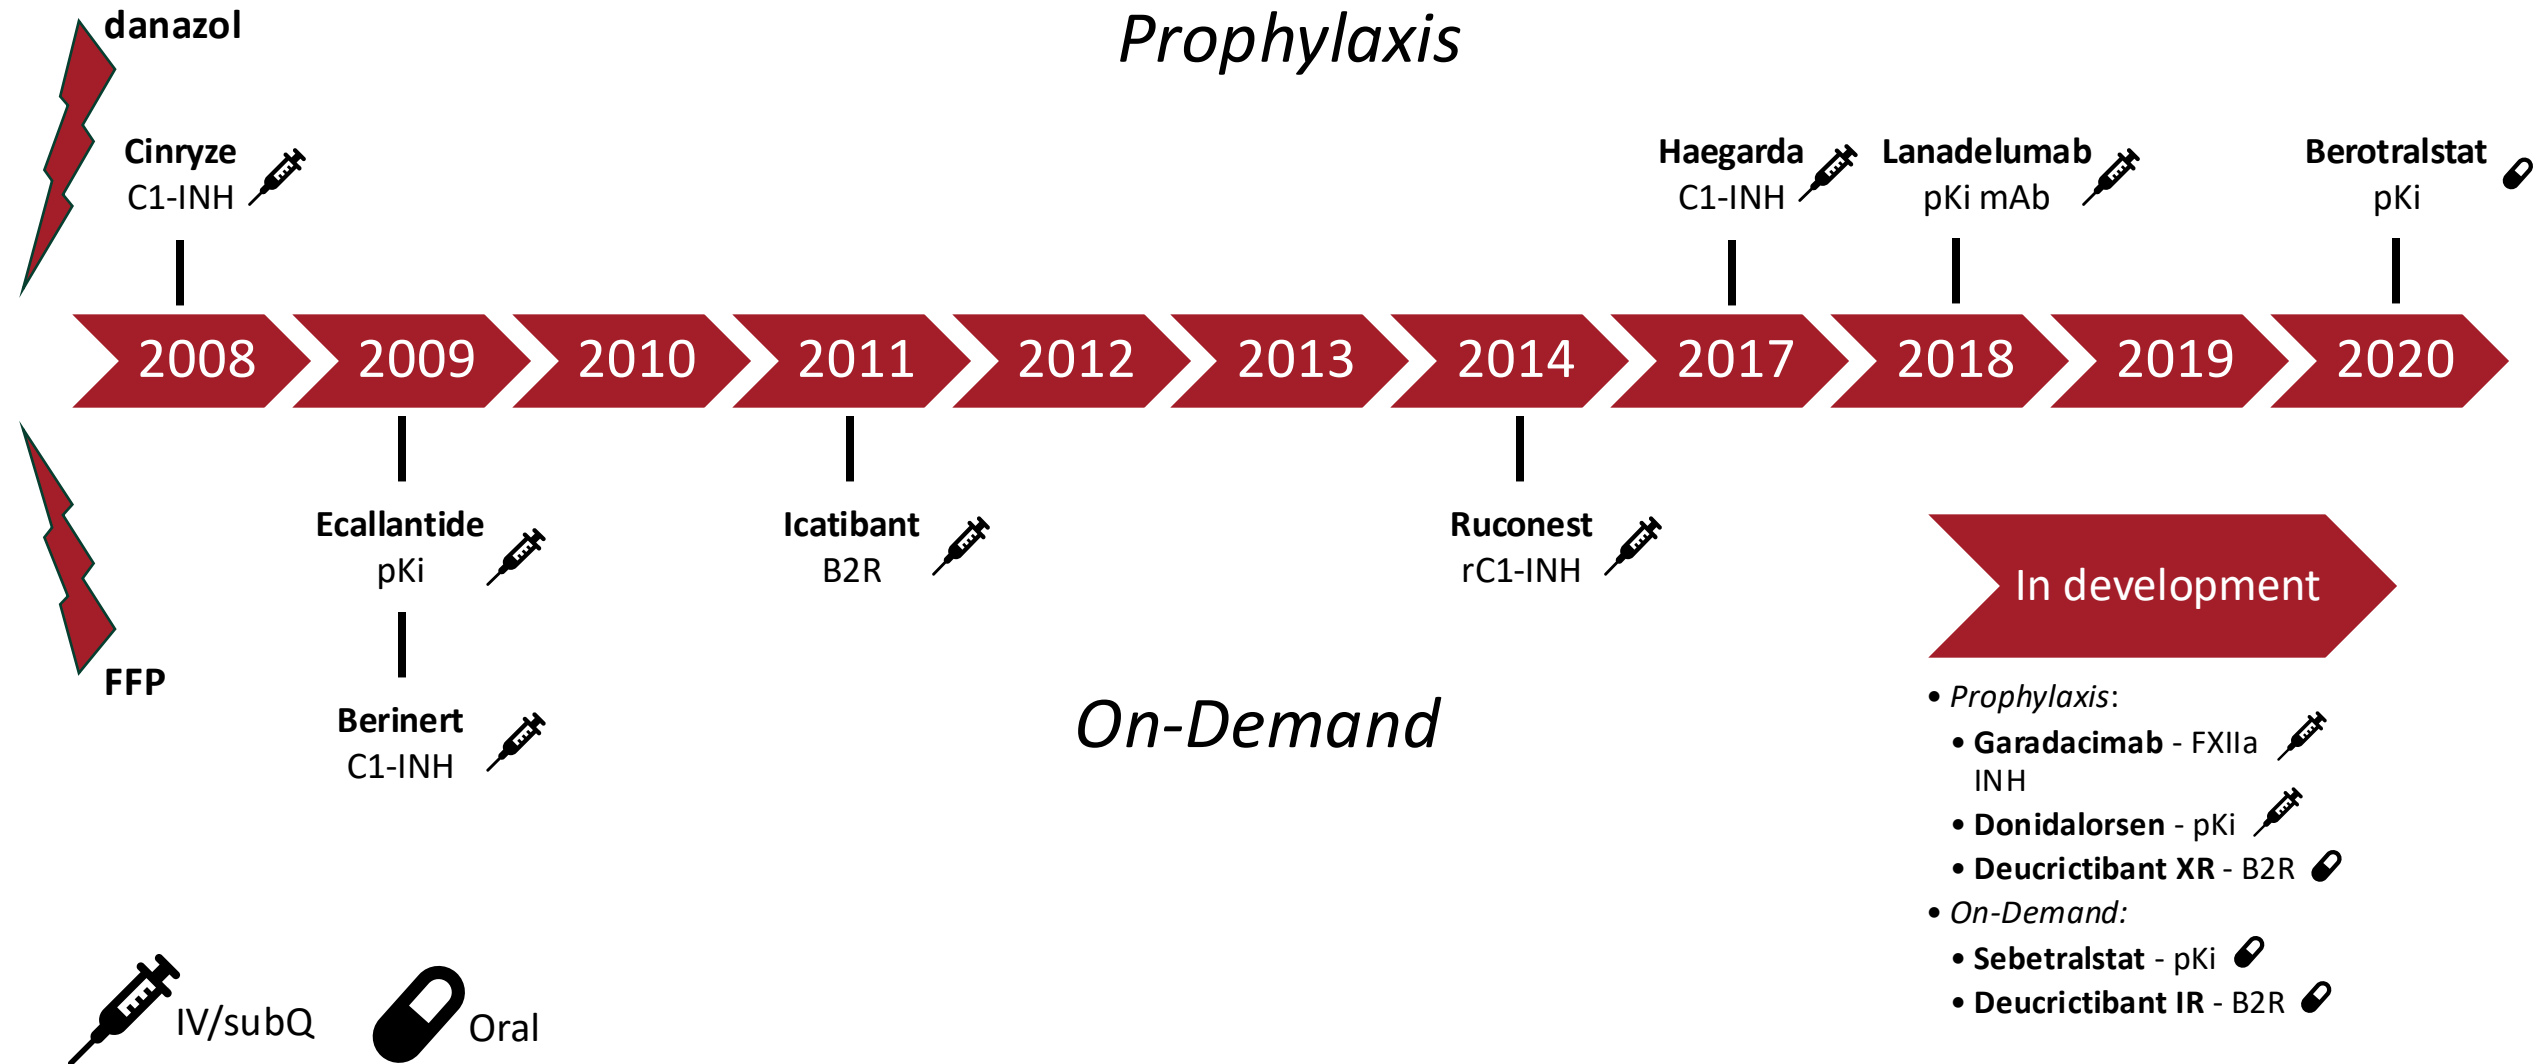 danazol
Prophylaxis
Cinryze
C1-INH
Haegarda
C1-INH
Lanadelumab
pKi mAb
Berotralstat
pKi
2008
2009
2010
2011
2012
2013
2014
2017
2018
2019
2020
Ecallantide
pKi
Icatibant
B2R
Ruconest
rC1-INH
FFP
Berinert
C1-INH
On-Demand
In development
• Prophylaxis:
• Garadacimab - FXIIa
INH
• Donidalorsen - pKi
• Deucrictibant XR - B2R
• On-Demand:
• Sebetralstat - pKi
• Deucrictibant IR - B2R
IV/subQ
Oral